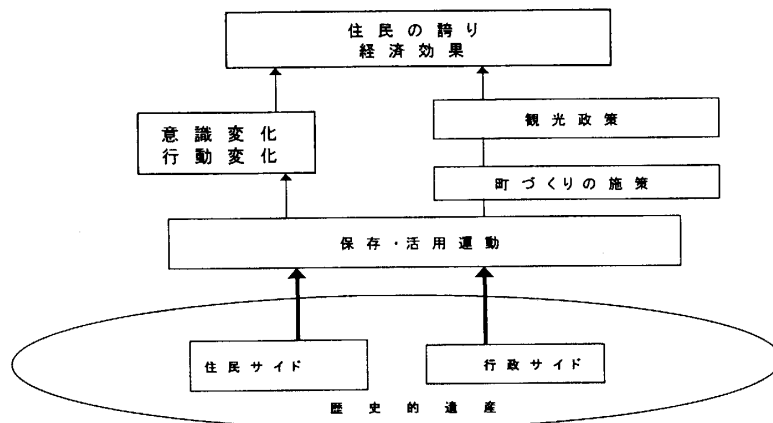 住民の誇り
経済効果
意識変化
行動変化
観光政策
町づくりの施策
保存・活用運動
住民サイド
行政サイド
歴史的遺産